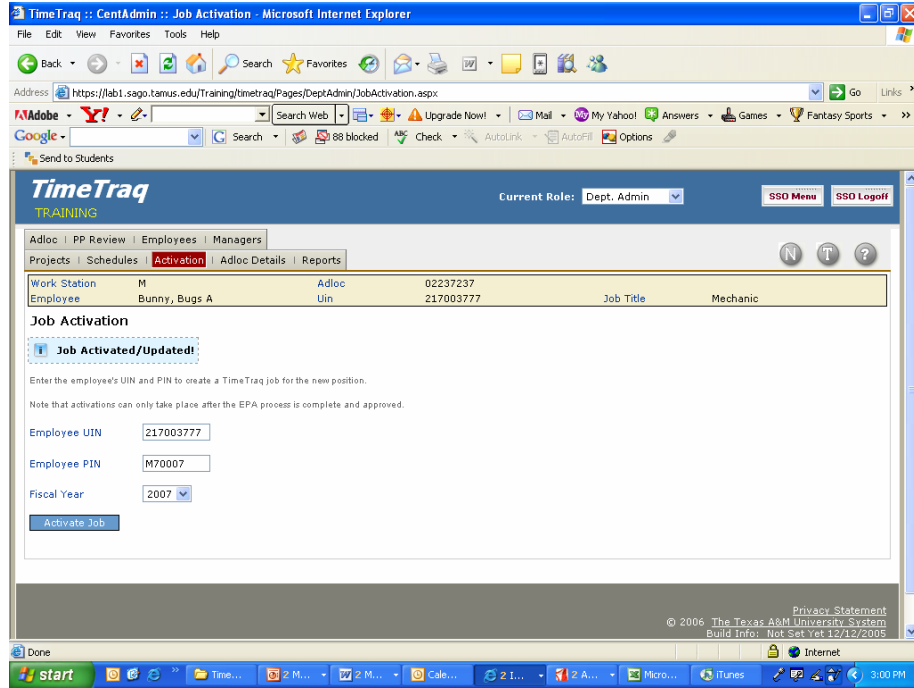 TimeTraq :: CentAdmin :: Job Activation - Microsoft Internet Explorer
File Edit View Favorites Tools Help
Back Search Favorites
Address https://lab1.sago.tamus.edu/Training/timetraq/Pages/DeptAdmin/JobActivation.aspx Go Links
Adobe Y! Search Web Upgrade Now! Mail My Yahoo! Answers Games Fantasy Sports
Google Search 88 blocked Check AutoLink AutoFill Options
Send to Students
TimeTraq
TRAINING
Current Role: Dept. Admin SSO Menu SSO Logoff
Adloc | PP Review | Employees | Managers
Projects | Schedules | Activation | Adloc Details | Reports N T ?
Work Station M Adloc 02237237
Employee Bunny, Bugs A Uin 217003777 Job Title Mechanic
Job Activation
Job Activated/Updated!
Enter the employee's UIN and PIN to create a TimeTraq job for the new position.
Note that activations can only take place after the EPA process is complete and approved.
Employee UIN 217003777
Employee PIN M70007
Fiscal Year 2007
Activate Job
Privacy Statement
© 2006 The Texas A&M University System
Build Info: Not Set Yet 12/12/2005
Done Internet
start Time... 2 M... 2 M... Cale... 2 I... 2 A... Micro... iTunes 3:00 PM